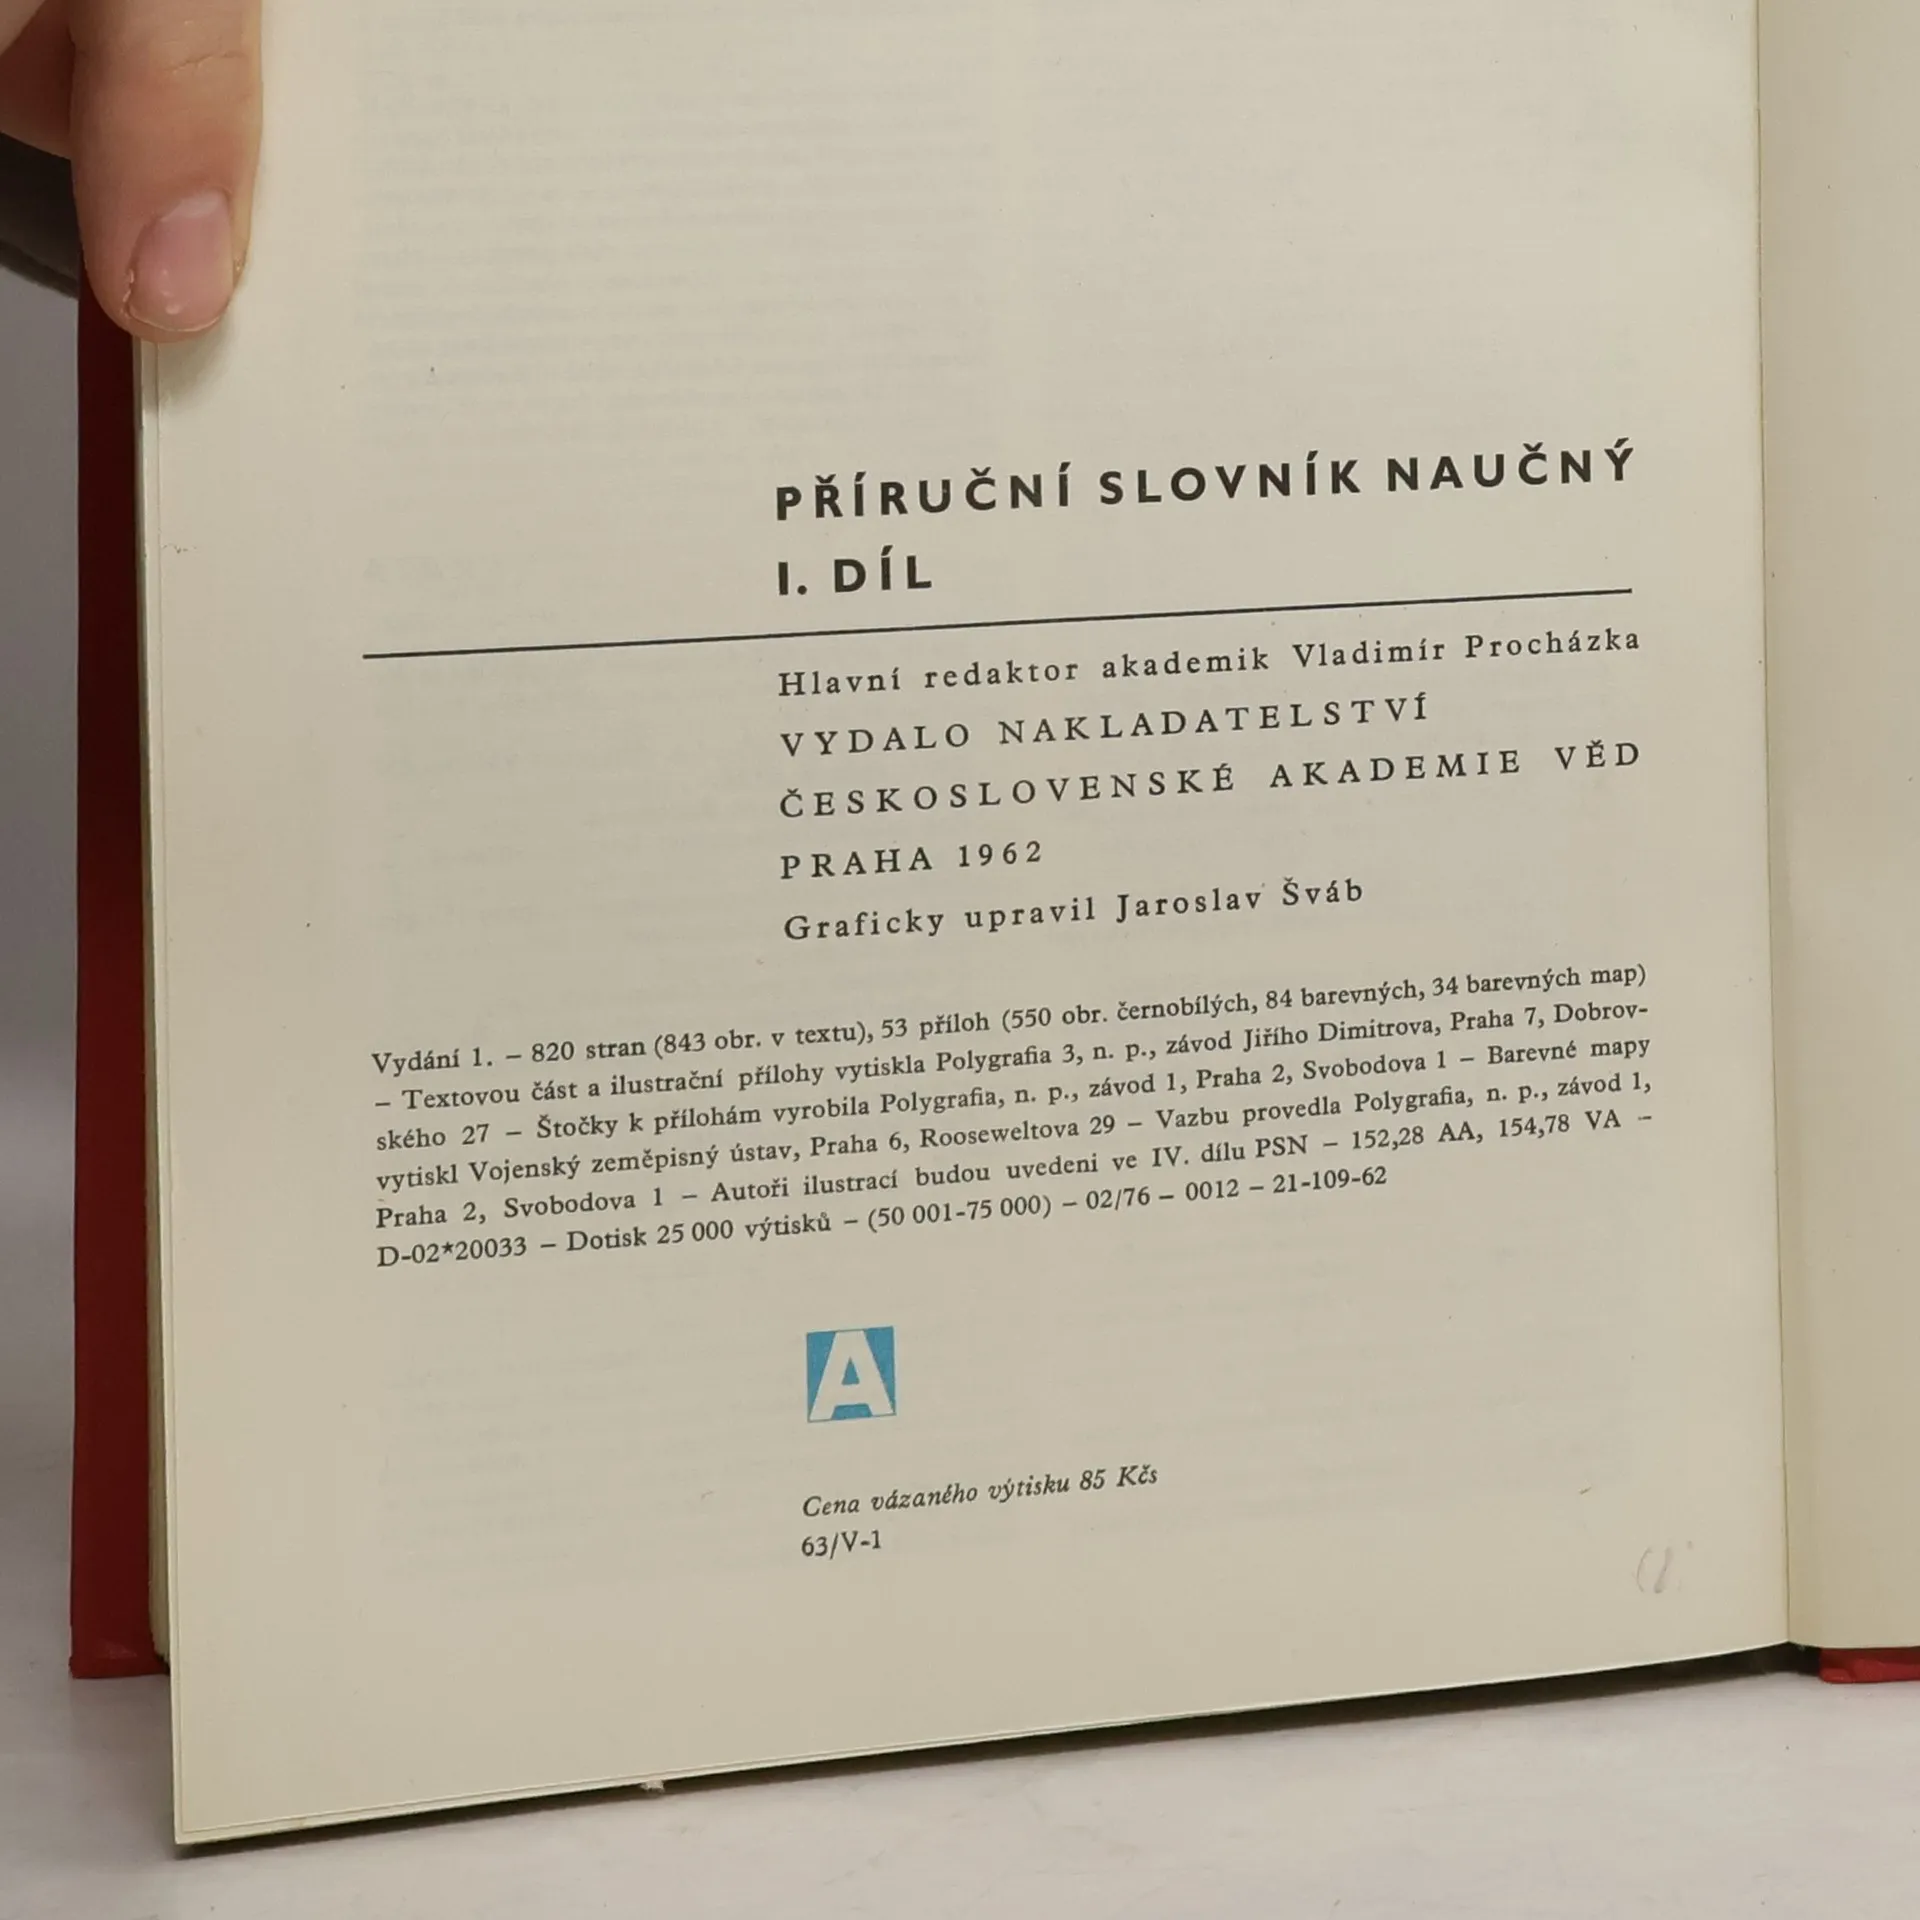 PŘÍRUČNÍ SLOVNÍK NAUČNÝ
I. DÍL
Hlavní redaktor akademik Vladimír Procházka
VYDALO NAKLADATELSTVÍ
ČESKOSLOVENSKÉ AKADEMIE VĚD
PRAHA 1962
Graficky upravil Jaroslav Šváb
Vydání 1. – 820 stran (843 obr. v textu), 53 příloh (550 obr. černobílých, 84 barevných, 34 barevných map)
– Textovou část a ilustrační přílohy vytiskla Polygrafia 3, n. p., závod Jiřího Dimitrova, Praha 7, Dobrov-
ského 27 – Štočky k přílohám vyrobila Polygrafia, n. p., závod 1, Praha 2, Svobodova 1 – Barevné mapy
vytiskl Vojenský zeměpisný ústav, Praha 6, Rooseweltova 29 – Vazbu provedla Polygrafia, n. p., závod 1,
Praha 2, Svobodova 1 – Autoři ilustrací budou uvedeni ve IV. dílu PSN – 152,28 AA, 154,78 VA –
D-02*20033 – Dotisk 25 000 výtisků – (50 001-75 000) – 02/76 – 0012 – 21-109-62
A
Cena vázaného výtisku 85 Kčs
63/V-1